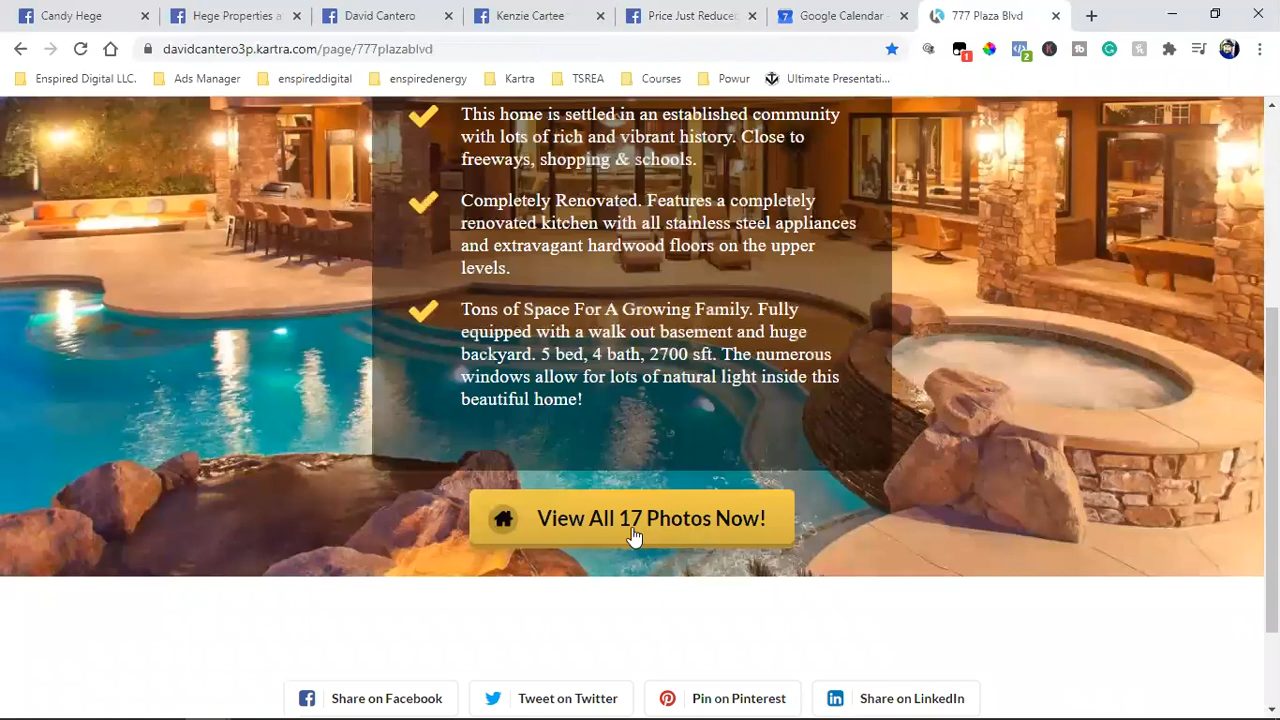 Candy Hege
Hege Properties a
David Cantero
Kenzie Cartee
Price Just Reduce
Google Calendar -
777 Plaza Blvd
davidcantero3p.kartra.com/page/777plazablvd
1
2
Enspired Digital LLC.
Ads Manager
enspireddigital
enspiredenergy
Kartra
TSREA
Courses
Powur
Ultimate Presentati...
This home is settled in an established community
with lots of rich and vibrant history. Close to
freeways, shopping & schools.
Completely Renovated. Features a completely
renovated kitchen with all stainless steel appliances
and extravagant hardwood floors on the upper
levels.
Tons of Space For A Growing Family. Fully
equipped with a walk out basement and huge
backyard. 5 bed, 4 bath, 2700 sft. The numerous
windows allow for lots of natural light inside this
beautiful home!
View All 17 Photos Now!
Share on Facebook
Tweet on Twitter
Pin on Pinterest
Share on LinkedIn